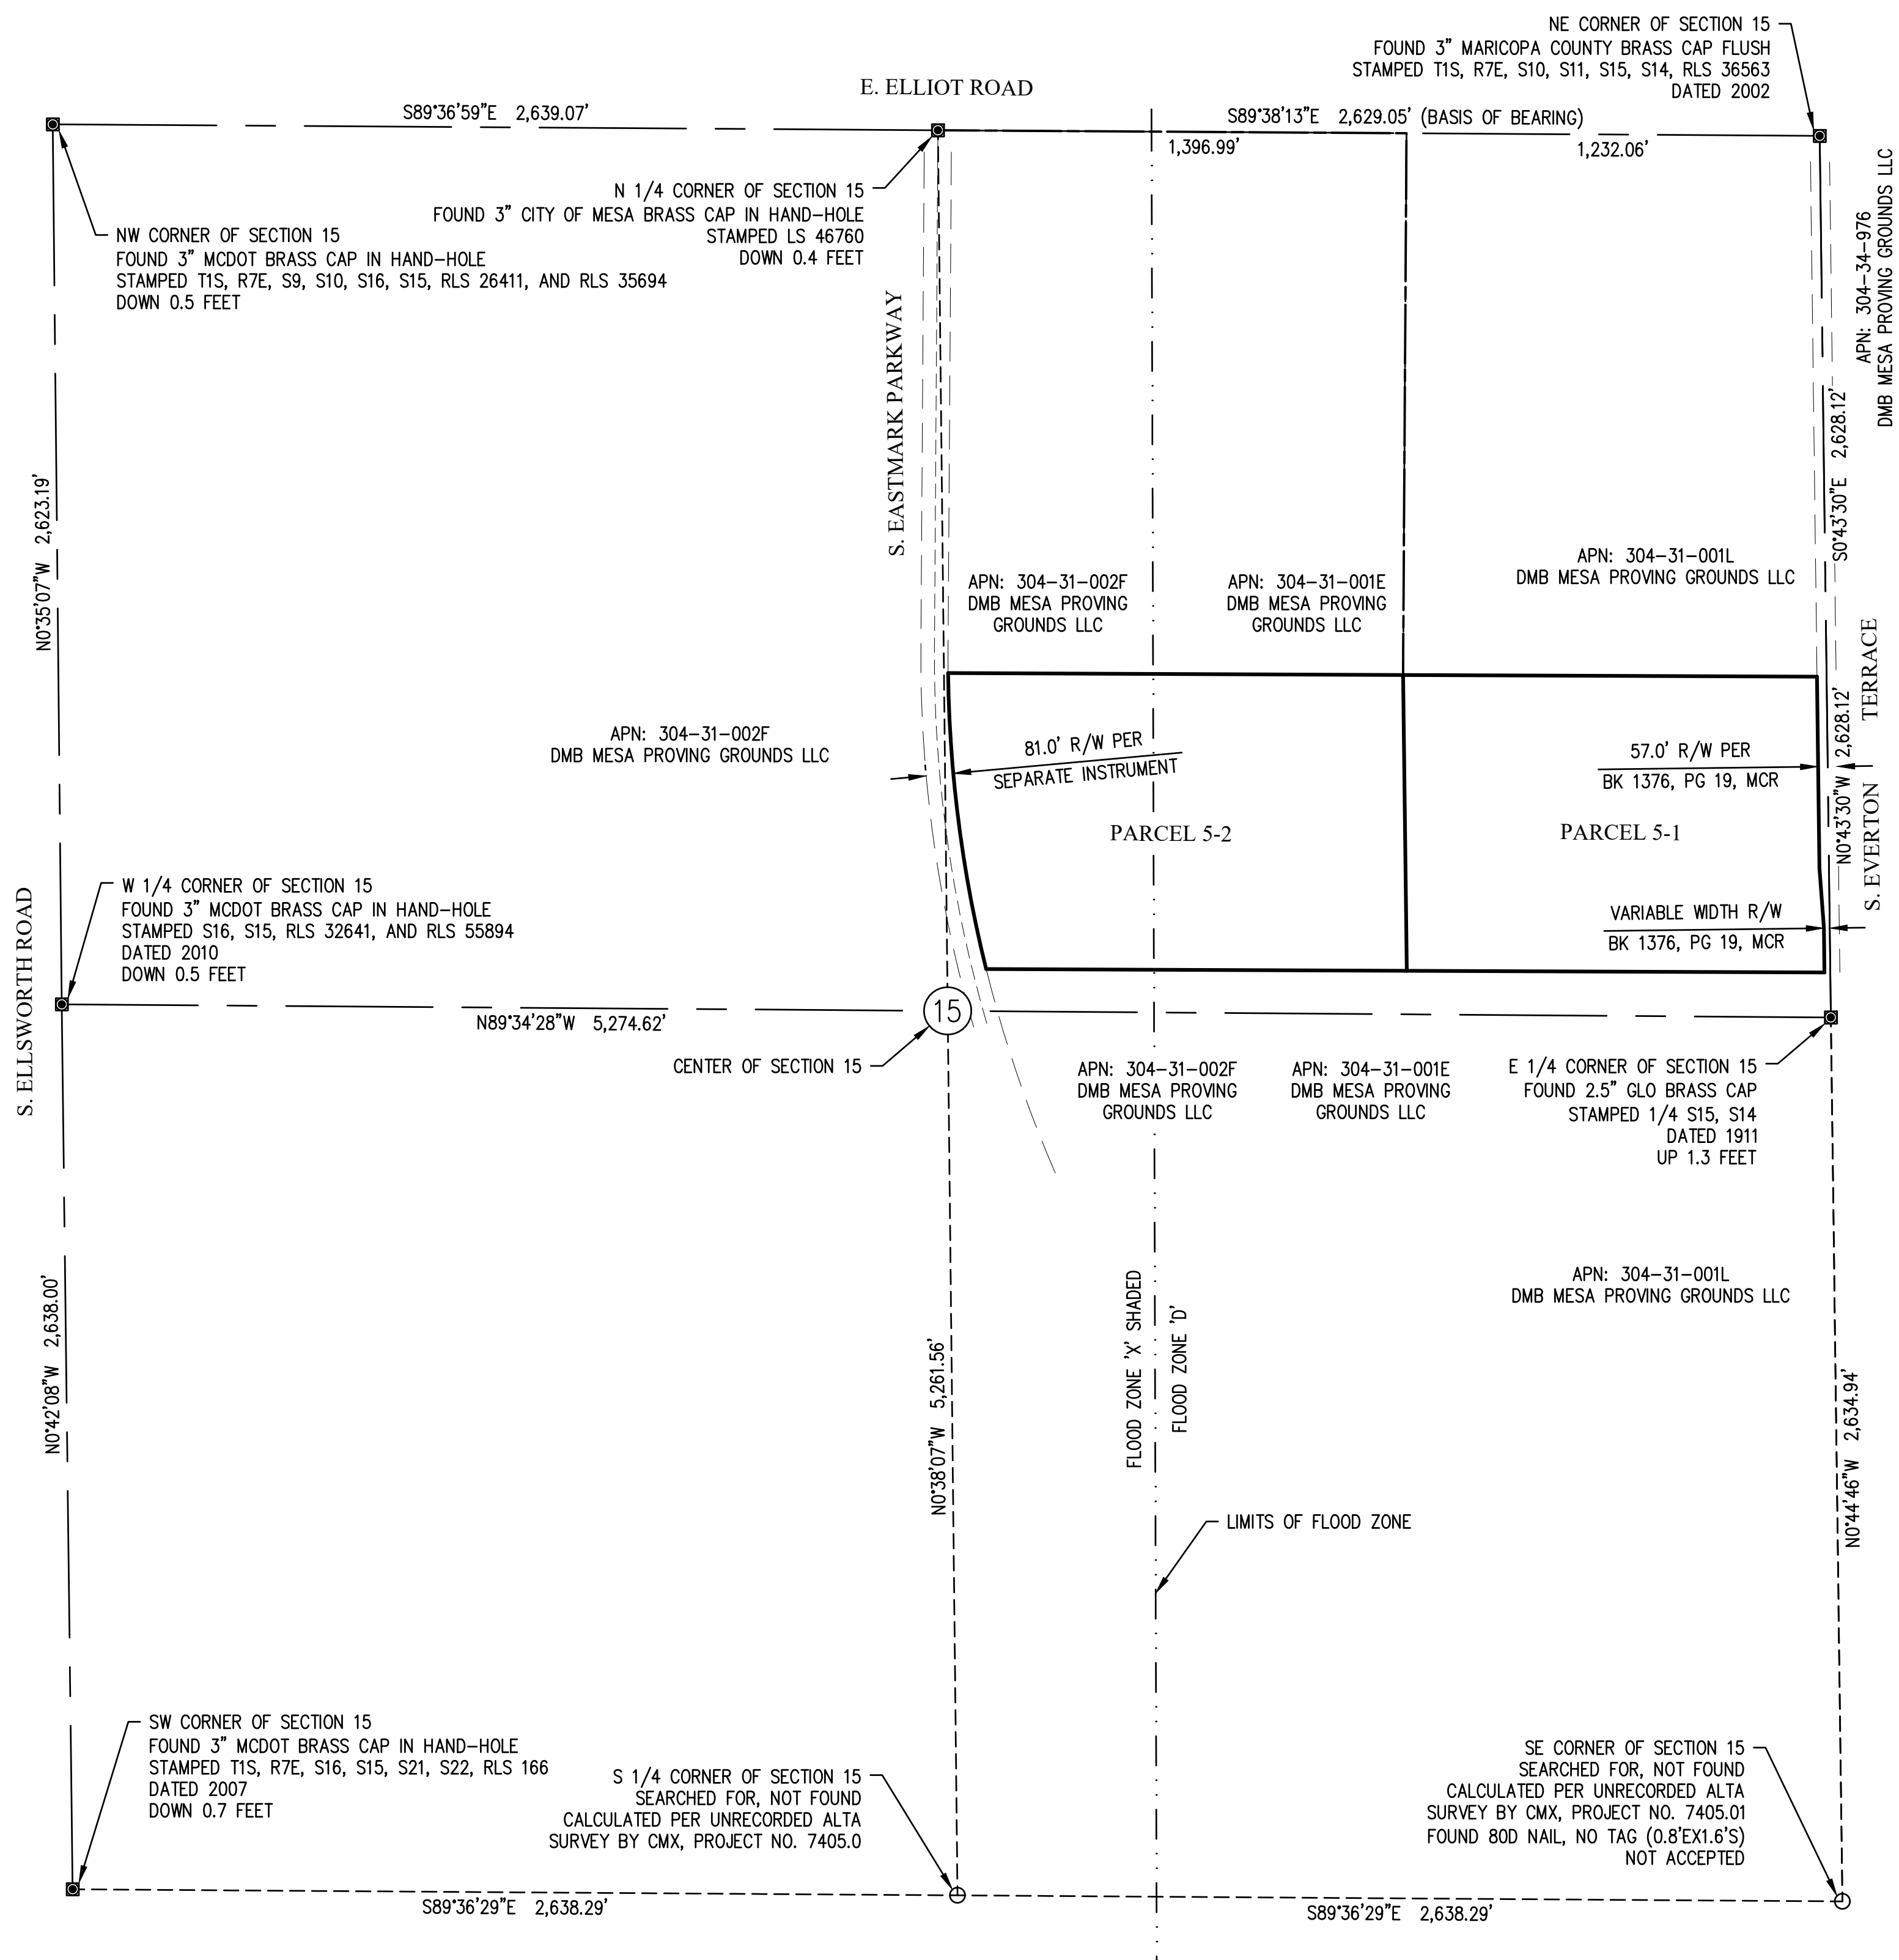 NE CORNER OF SECTION 15
FOUND 3" MARICOPA COUNTY BRASS CAP FLUSH
STAMPED T1S, R7E, S10, S11, S15, S14, RLS 36563
DATED 2002
E. ELLIOT ROAD
S89°36'59"E 2,639.07'
S89°38'13"E 2,629.05' (BASIS OF BEARING)
1,396.99'
1,232.06'
N 1/4 CORNER OF SECTION 15
FOUND 3" CITY OF MESA BRASS CAP IN HAND-HOLE
STAMPED LS 46760
DOWN 0.4 FEET
NW CORNER OF SECTION 15
FOUND 3" MCDOT BRASS CAP IN HAND-HOLE
STAMPED T1S, R7E, S9, S10, S16, S15, RLS 26411, AND RLS 35694
DOWN 0.5 FEET
APN: 304-34-976
DMB MESA PROVING GROUNDS LLC
S. EASTMARK PARKWAY
N0°35'07"W 2,623.19'
S0°43'30"E 2,628.12'
APN: 304-31-002F
DMB MESA PROVING
GROUNDS LLC
APN: 304-31-001E
DMB MESA PROVING
GROUNDS LLC
APN: 304-31-001L
DMB MESA PROVING GROUNDS LLC
APN: 304-31-002F
DMB MESA PROVING GROUNDS LLC
81.0' R/W PER
SEPARATE INSTRUMENT
57.0' R/W PER
BK 1376, PG 19, MCR
N0°43'30"W 2,628.12'
S. EVERTON TERRACE
PARCEL 5-2
PARCEL 5-1
VARIABLE WIDTH R/W
BK 1376, PG 19, MCR
W 1/4 CORNER OF SECTION 15
FOUND 3" MCDOT BRASS CAP IN HAND-HOLE
STAMPED S16, S15, RLS 32641, AND RLS 55894
DATED 2010
DOWN 0.5 FEET
S. ELLSWORTH ROAD
15
N89°34'28"W 5,274.62'
CENTER OF SECTION 15
APN: 304-31-002F
DMB MESA PROVING
GROUNDS LLC
APN: 304-31-001E
DMB MESA PROVING
GROUNDS LLC
E 1/4 CORNER OF SECTION 15
FOUND 2.5" GLO BRASS CAP
STAMPED 1/4 S15, S14
DATED 1911
UP 1.3 FEET
APN: 304-31-001L
DMB MESA PROVING GROUNDS LLC
N0°42'08"W 2,638.00'
N0°38'07"W 5,261.56'
FLOOD ZONE 'X' SHADED
FLOOD ZONE 'D'
N0°44'46"W 2,634.94'
LIMITS OF FLOOD ZONE
SW CORNER OF SECTION 15
FOUND 3" MCDOT BRASS CAP IN HAND-HOLE
STAMPED T1S, R7E, S16, S15, S21, S22, RLS 166
DATED 2007
DOWN 0.7 FEET
S 1/4 CORNER OF SECTION 15
SEARCHED FOR, NOT FOUND
CALCULATED PER UNRECORDED ALTA
SURVEY BY CMX, PROJECT NO. 7405.0
SE CORNER OF SECTION 15
SEARCHED FOR, NOT FOUND
CALCULATED PER UNRECORDED ALTA
SURVEY BY CMX, PROJECT NO. 7405.01
FOUND 80D NAIL, NO TAG (0.8'EX1.6'S)
NOT ACCEPTED
S89°36'29"E 2,638.29'
S89°36'29"E 2,638.29'